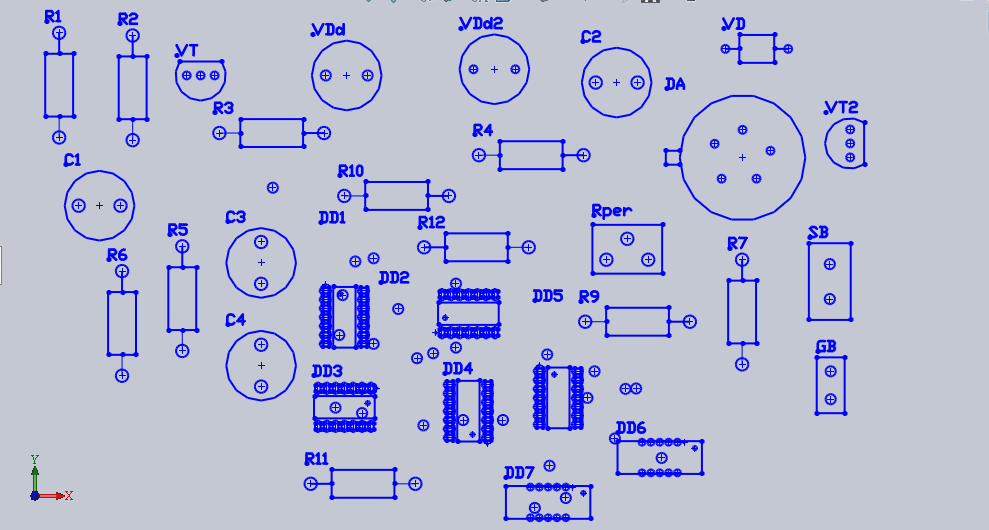 R1
R2
VT
VDd
VDd2
C2
VD
DA
R3
VT2
R4
C1
R10
C3
DD1
R12
Rper
R5
R6
R7
SB
DD2
DD5
R9
C4
GB
DD3
DD4
DD6
R11
DD7
Y
X